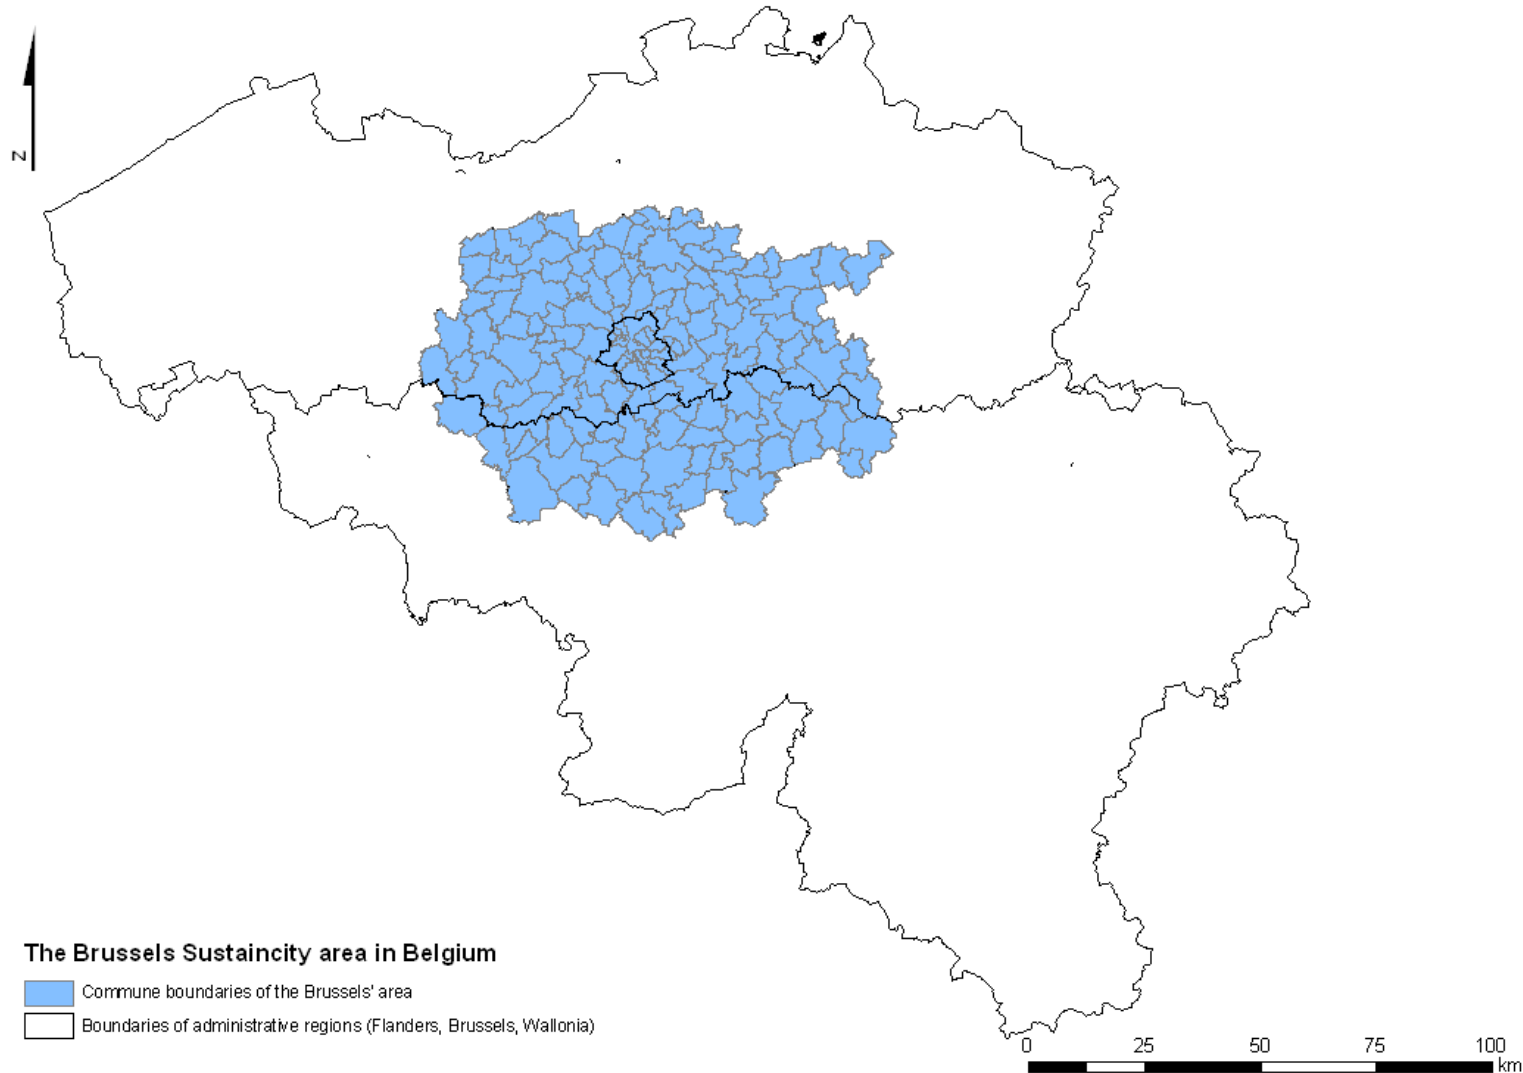 N
The Brussels Sustaincity area in Belgium
Commune boundaries of the Brussels' area
Boundaries of administrative regions (Flanders, Brussels, Wallonia)
0 25 50 75 100
km